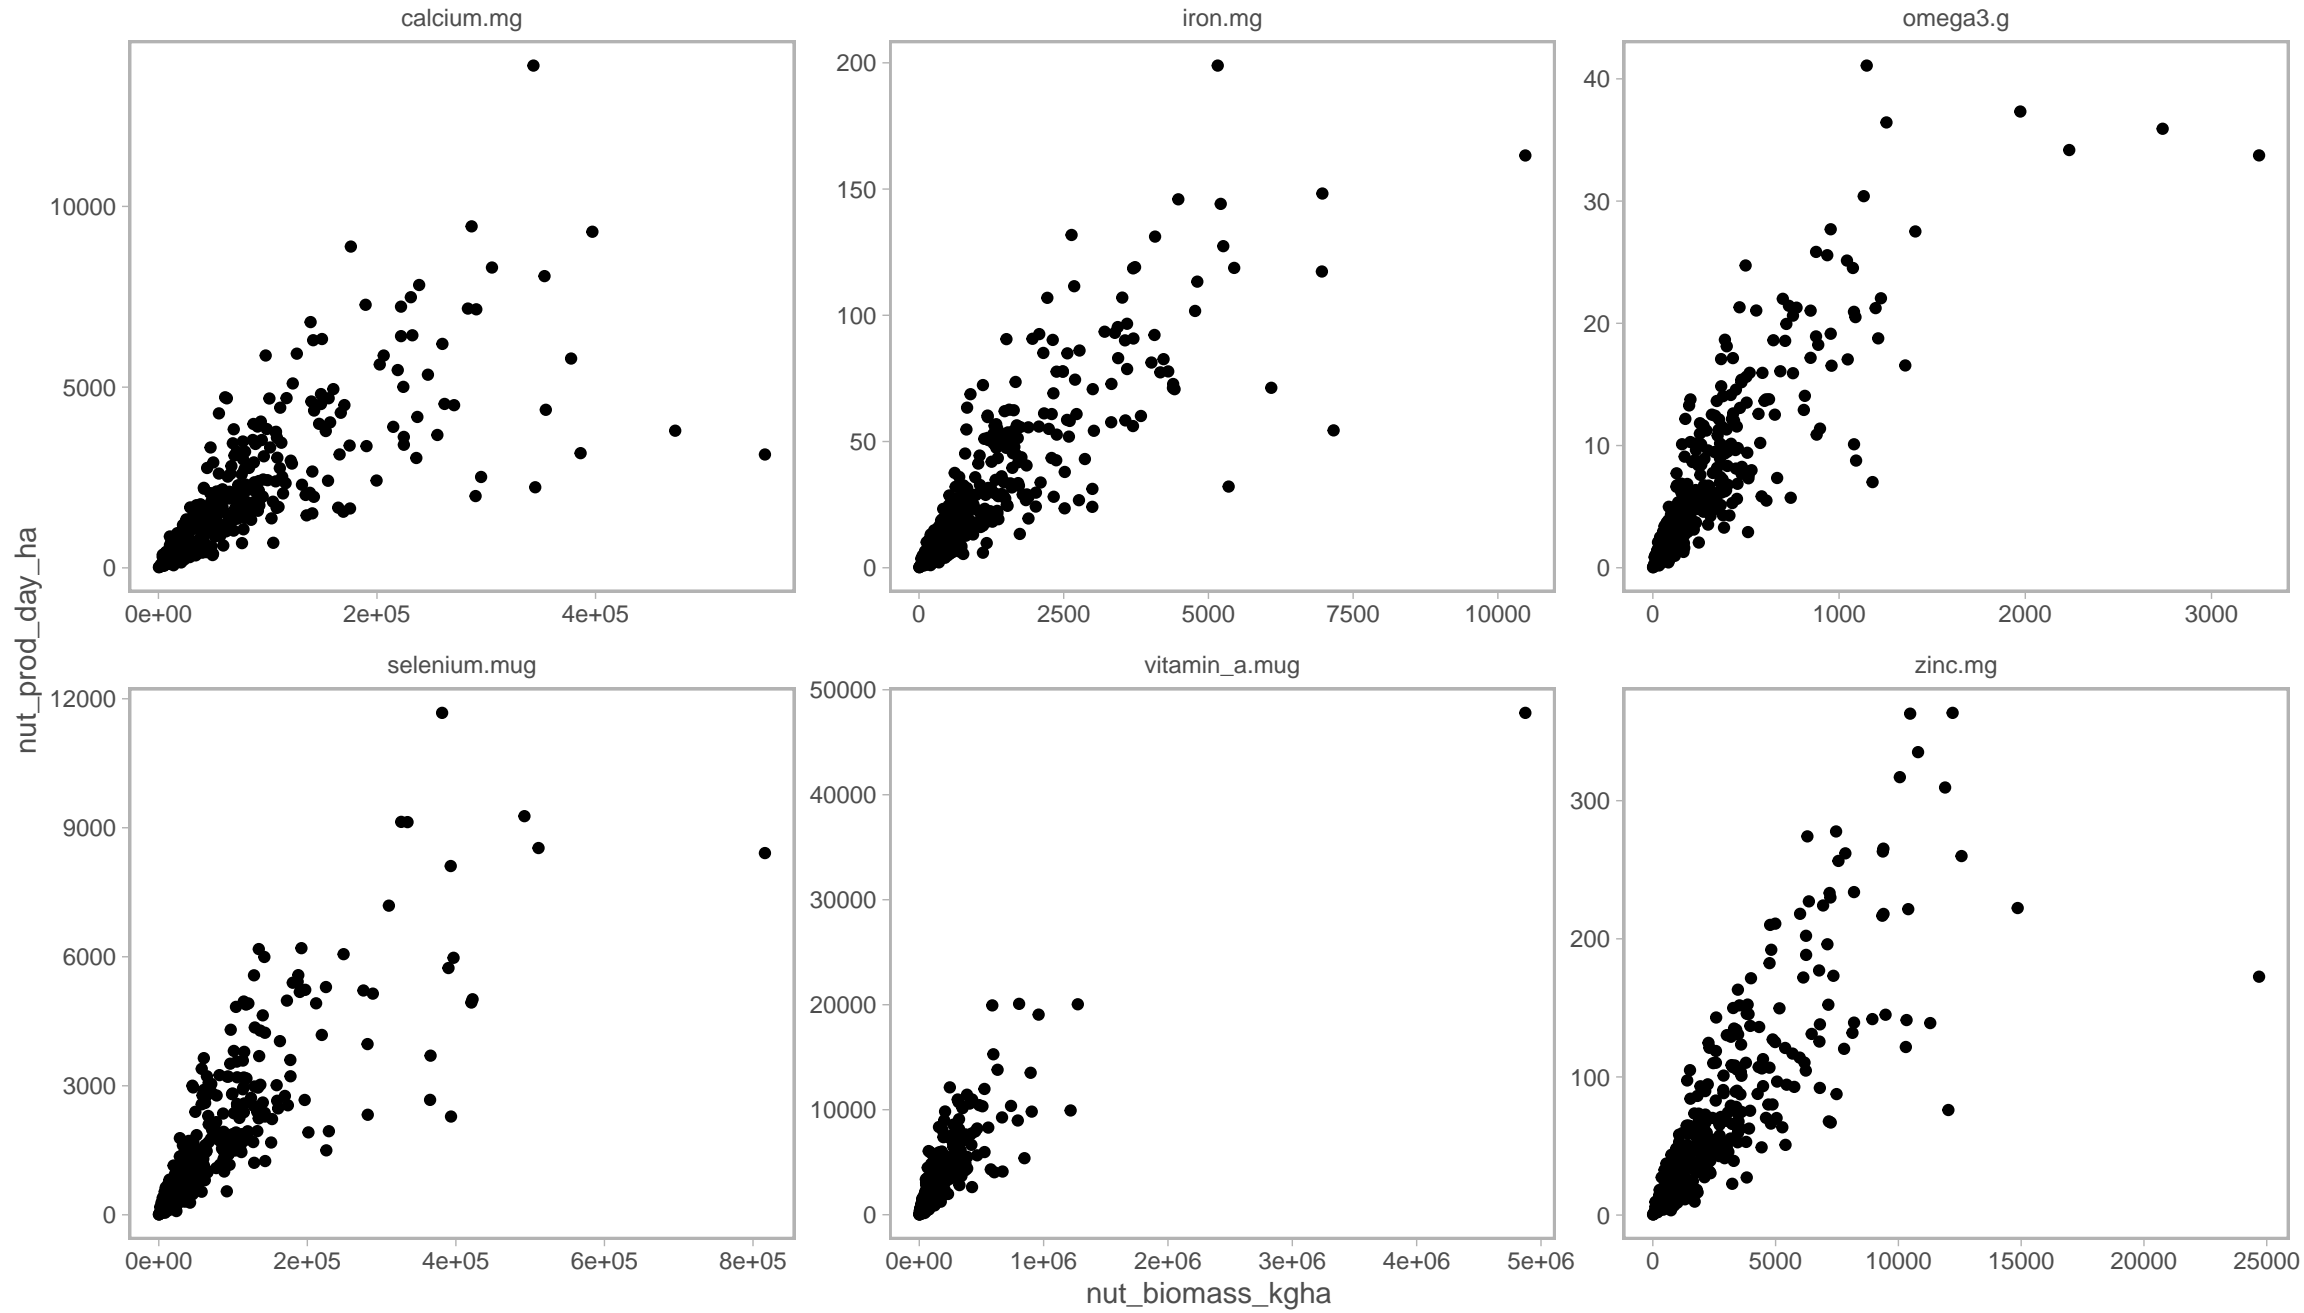 calcium.mg
iron.mg
omega3.g
10000
5000
0
0e+00
2e+05
4e+05
200
150
100
50
0
0
2500
5000
7500
10000
40
30
20
10
0
0
1000
2000
3000
nut_prod_day_ha
selenium.mug
vitamin_a.mug
zinc.mg
12000
9000
6000
3000
0
0e+00
2e+05
4e+05
6e+05
8e+05
50000
40000
30000
20000
10000
0
0e+00
1e+06
2e+06
3e+06
4e+06
5e+06
300
200
100
0
0
5000
10000
15000
20000
25000
nut_biomass_kgha